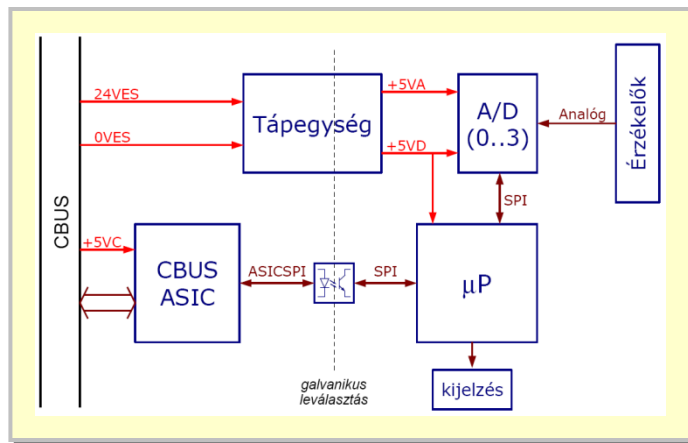 CBUS
24VES
0VES
+5VC
Tápegység
+5VA
+5VD
A/D
(0..3)
Analóg
Érzékelők
SPI
CBUS
ASIC
ASICSPI
SPI
μP
galvanikus
leválasztás
kijelzés